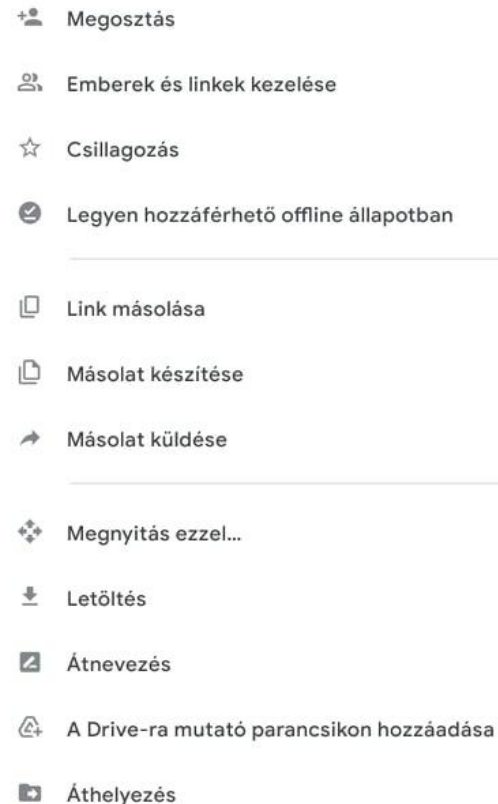 Megosztás
Emberek és linkek kezelése
Csillagozás
Legyen hozzáférhető offline állapotban
Link másolása
Másolat készítése
Másolat küldése
Megnyitás ezzel...
Letöltés
Átnevezés
A Drive-ra mutató parancsikon hozzáadása
Áthelyezés